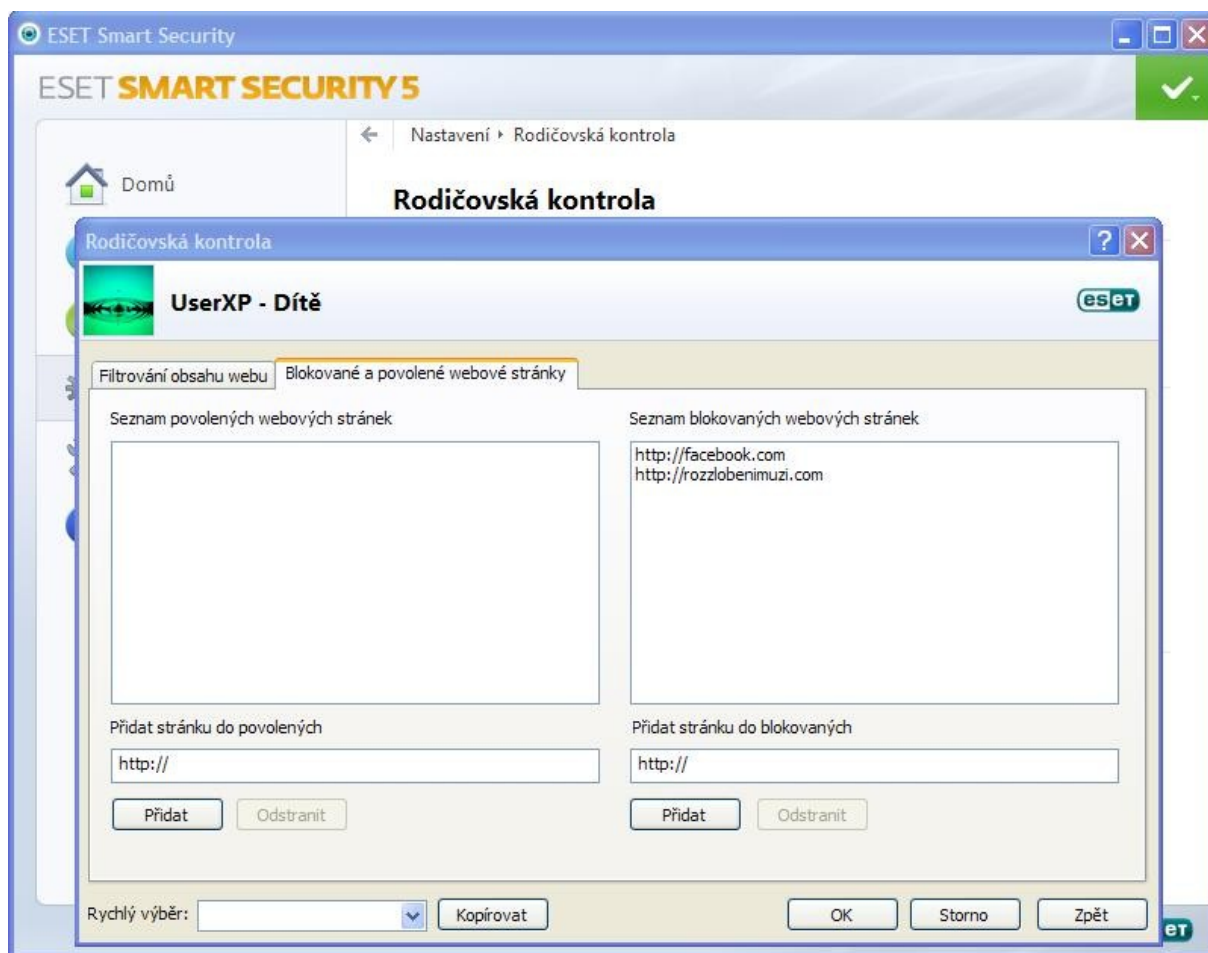 ESET Smart Security
ESET SMART SECURITY 5
Nastavení ‣ Rodičovská kontrola
Domů
Rodičovská kontrola
Rodičovská kontrola
UserXP - Dítě
eset
Filtrování obsahu webu
Blokované a povolené webové stránky
Seznam povolených webových stránek
Seznam blokovaných webových stránek
http://facebook.com
http://rozzlobenimuzi.com
Přidat stránku do povolených
Přidat stránku do blokovaných
http://
http://
Přidat
Odstranit
Přidat
Odstranit
Rychlý výběr:
Kopírovat
OK
Storno
Zpět